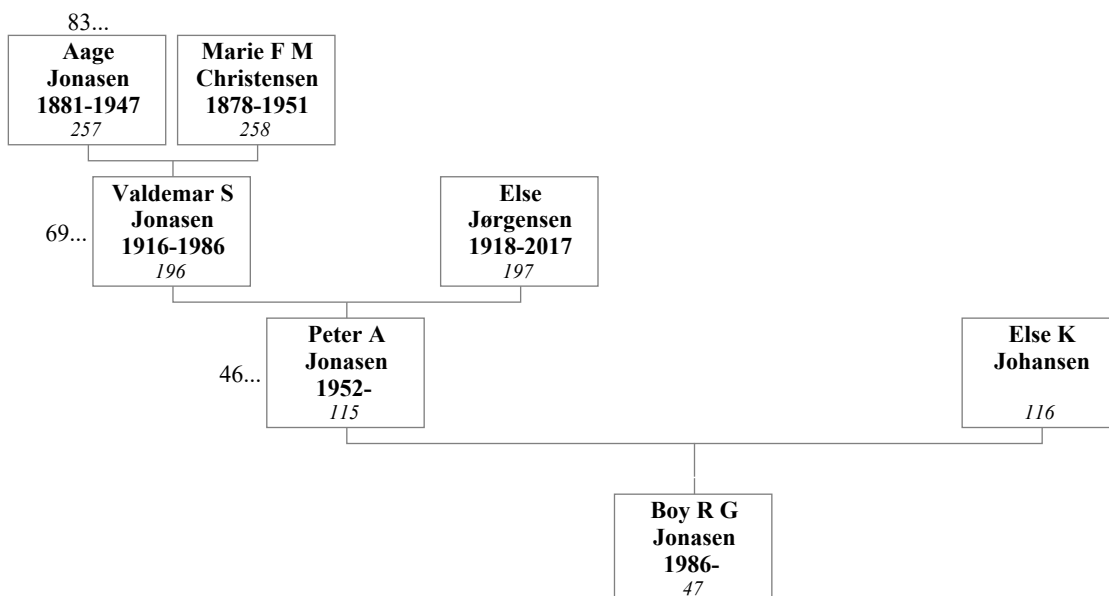 83...
Aage
Jonasen
1881-1947
257
Marie F M
Christensen
1878-1951
258
69...
Valdemar S
Jonasen
1916-1986
196
Else
Jørgensen
1918-2017
197
46...
Peter A
Jonasen
1952-
115
Else K
Johansen
116
Boy R G
Jonasen
1986-
47